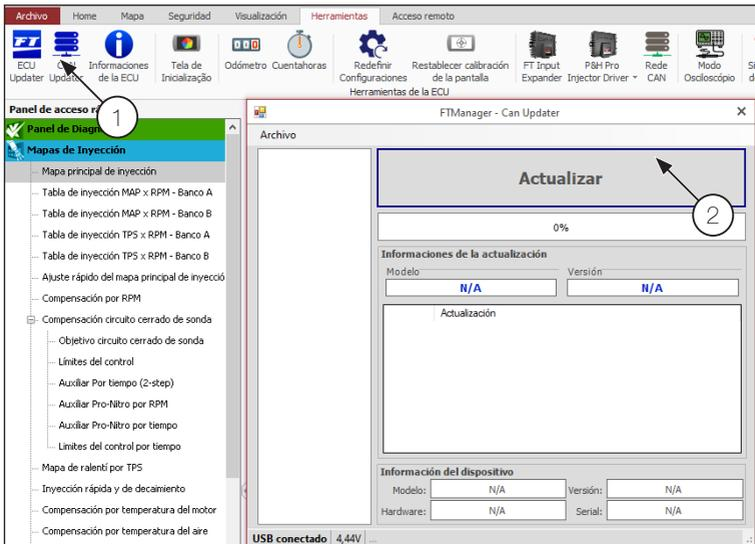 Archivo Home Mapa Seguridad Visualización Herramientas Acceso remoto
FT
ECU Updater
CAN Updater
Informaciones de la ECU
Tela de Inicialização
Odómetro
Cuentahoras
Redefinir Configuraciones
Restablecer calibración de la pantalla
FT Input Expander
P&H Pro Injector Driver
Rede CAN
Modo Osciloscópio
Herramientas de la ECU
1
Panel de acceso
Panel de
Mapas de Inyección
Mapa principal de inyección
Tabla de inyección MAP x RPM - Banco A
Tabla de inyección MAP x RPM - Banco B
Tabla de inyección TPS x RPM - Banco A
Tabla de inyección TPS x RPM - Banco B
Ajuste rápido del mapa principal de inyecció
Compensación por RPM
Compensación circuito cerrado de sonda
Objetivo circuito cerrado de sonda
Límites del control
Auxiliar Por tiempo (2-step)
Auxiliar Pro-Nitro por RPM
Auxiliar Pro-Nitro por tiempo
Limites del control por tiempo
Mapa de ralentí por TPS
Inyección rápida y de decaimiento
Compensación por temperatura del motor
Compensación por temperatura del aire
FTManager - Can Updater
Archivo
Actualizar
2
0%
Informaciones de la actualización
Modelo Versión
N/A N/A
Actualización
Información del dispositivo
Modelo: N/A Versión: N/A
Hardware: N/A Serial: N/A
USB conectado 4,44V ...